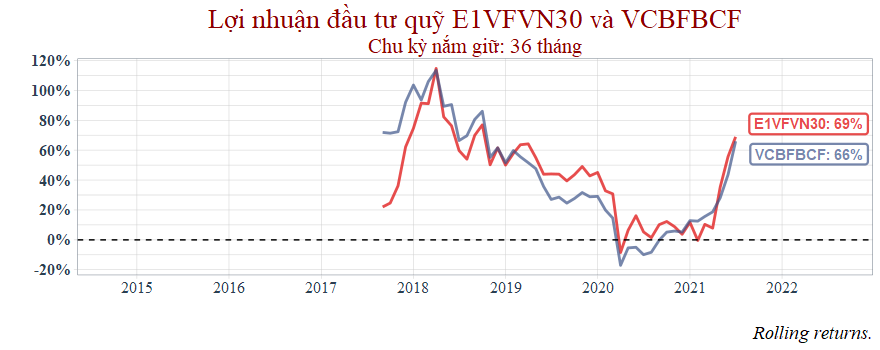 Lợi nhuận đầu tư quỹ E1VFVN30 và VCBFBCF
Chu kỳ nắm giữ: 36 tháng
120%
100%
80%
60%
40%
20%
0%
-20%
E1VFVN30: 69%
VCBFBCF: 66%
2015 2016 2017 2018 2019 2020 2021 2022
Rolling returns.